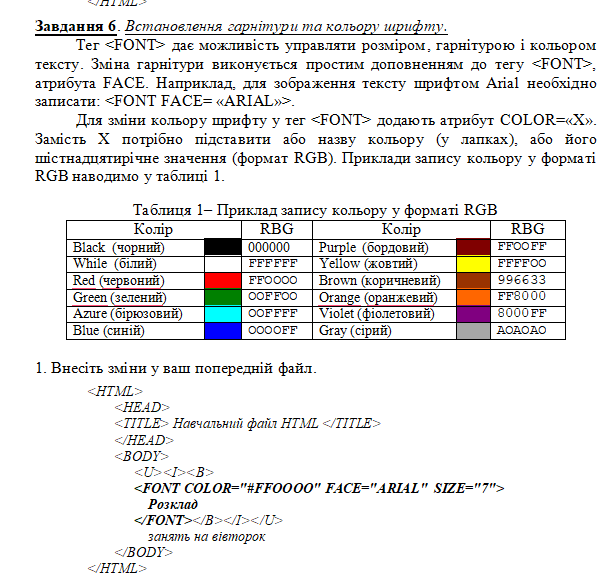 </HTML>
Завдання 6. Встановлення гарнітури та кольору шрифту.
Тег <FONT> дає можливість управляти розміром, гарнітурою і кольором
тексту. Зміна гарнітури виконується простим доповненням до тегу <FONT>,
атрибута FACE. Наприклад, для зображення тексту шрифтом Arial необхідно
записати: <FONT FACE= «ARIAL»>.
Для зміни кольору шрифту у тег <FONT> додають атрибут COLOR=«X».
Замість X потрібно підставити або назву кольору (у лапках), або його
шістнадцятирічне значення (формат RGB). Приклади запису кольору у форматі
RGB наводимо у таблиці 1.
Таблиця 1– Приклад запису кольору у форматі RGB
Колір RBG Колір RBG
Black (чорний) 000000 Purple (бордовий) FF00FF
While (білий) FFFFFF Yellow (жовтий) FFFF00
Red (червоний) FF0000 Brown (коричневий) 996633
Green (зелений) 00FF00 Orange (оранжевий) FF8000
Azure (бірюзовий) 00FFFF Violet (фіолетовий) 8000FF
Blue (синій) 0000FF Gray (сірий) A0A0A0
1. Внесіть зміни у ваш попередній файл.
<HTML>
<HEAD>
<TITLE> Навчальний файл HTML </TITLE>
</HEAD>
<BODY>
<U><I><B>
<FONT COLOR="#FF0000" FACE="ARIAL" SIZE="7">
Розклад
</FONT></B></I></U>
занять на вівторок
</BODY>
</HTML>